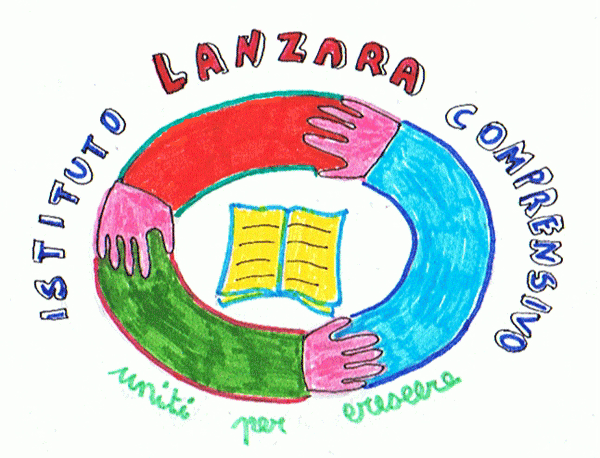 ISTITUTO LANZARA COMPRENSIVO
uniti per crescere